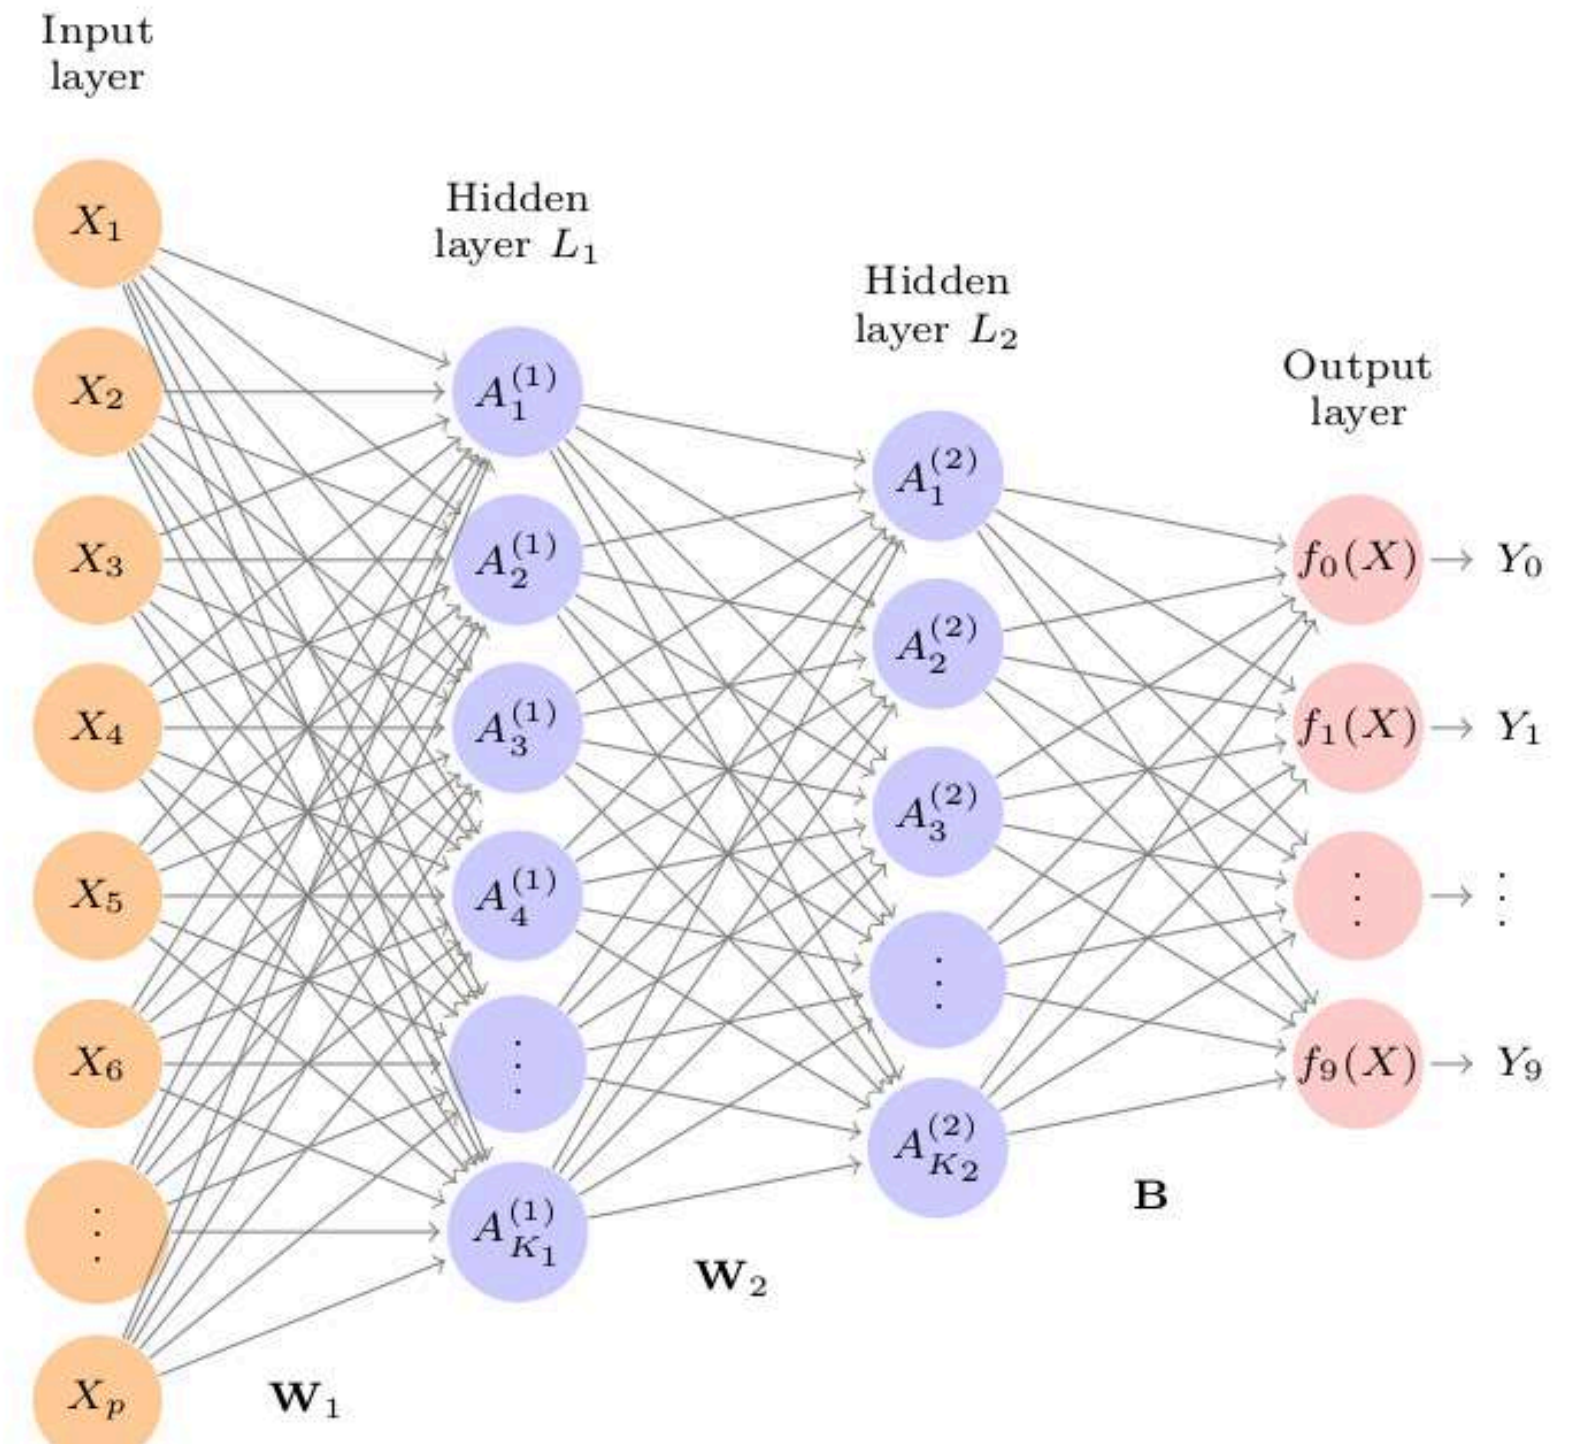 Input
layer
X₁
X₂
X₃
X₄
X₅
X₆
⋮
Xₚ
W₁
Hidden
layer L₁
A₁⁽¹⁾
A₂⁽¹⁾
A₃⁽¹⁾
A₄⁽¹⁾
⋮
A_{K₁}⁽¹⁾
W₂
Hidden
layer L₂
A₁⁽²⁾
A₂⁽²⁾
A₃⁽²⁾
⋮
A_{K₂}⁽²⁾
B
Output
layer
f₀(X) → Y₀
f₁(X) → Y₁
⋮ → ⋮
f₉(X) → Y₉